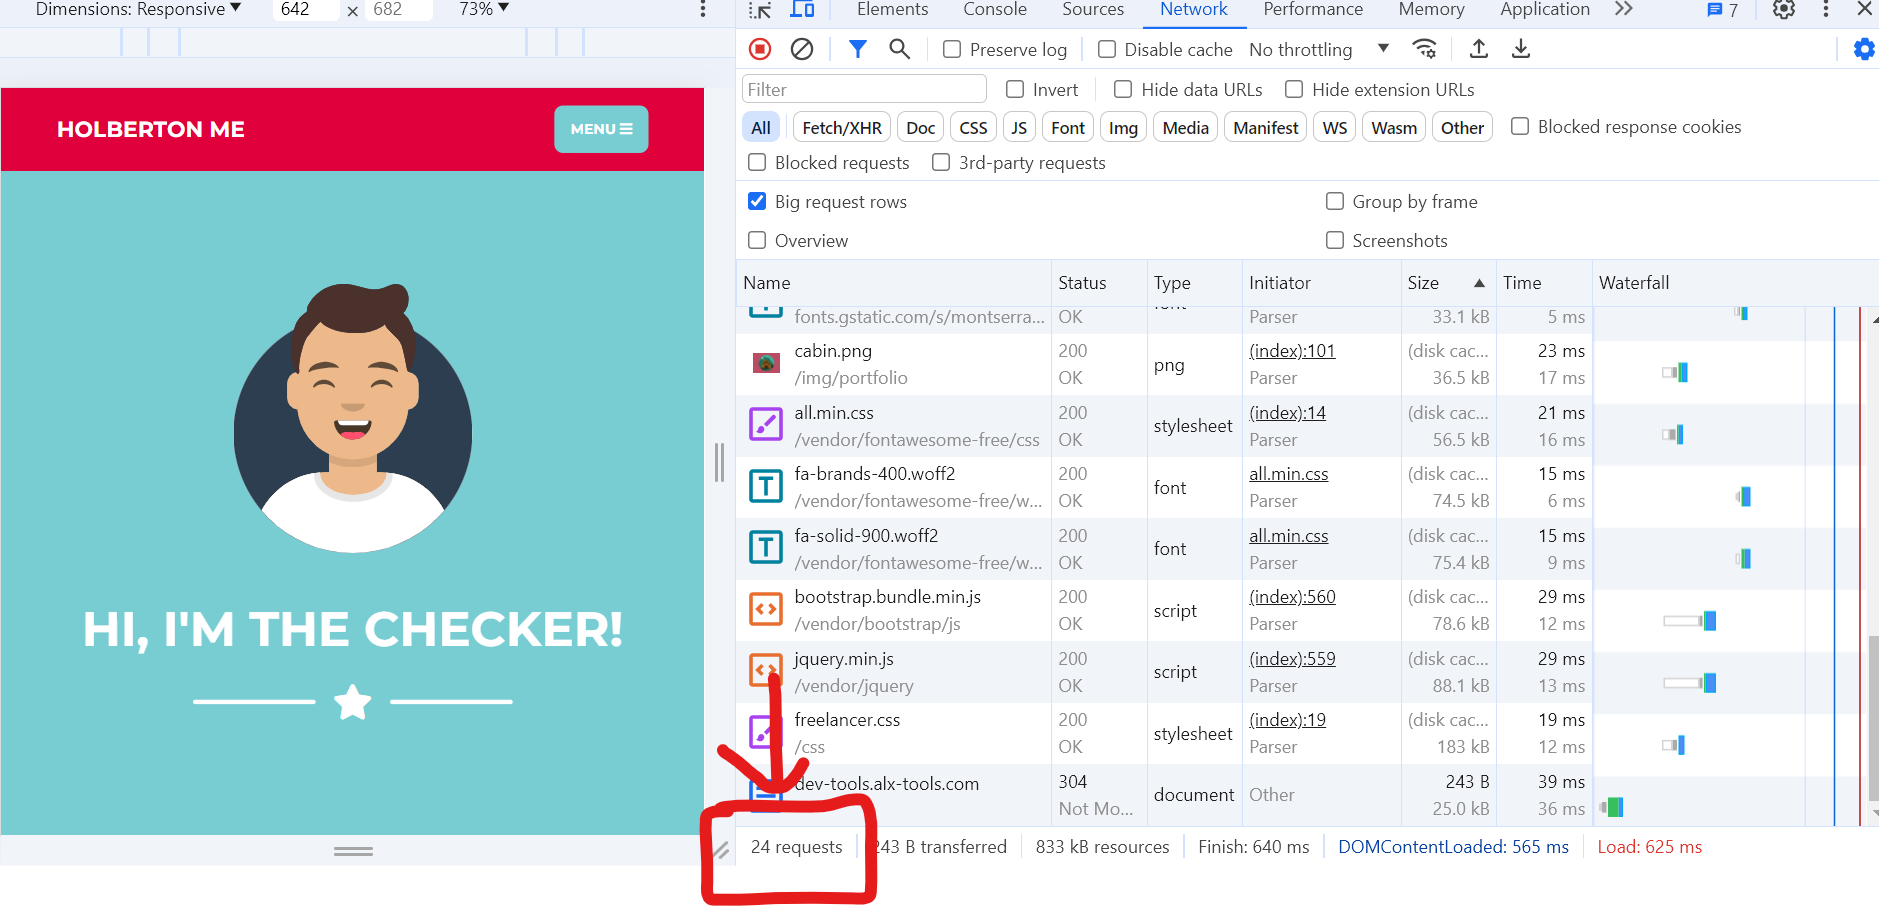 Dimensions: Responsive ▼ 642 × 682 73% ▼
Elements Console Sources Network Performance Memory Application 7
Preserve log Disable cache No throttling
Filter Invert Hide data URLs Hide extension URLs
All Fetch/XHR Doc CSS JS Font Img Media Manifest WS Wasm Other Blocked response cookies
Blocked requests 3rd-party requests
Big request rows Group by frame
Overview Screenshots
HOLBERTON ME MENU
HI, I'M THE CHECKER!
Name Status Type Initiator Size Time Waterfall
fonts.gstatic.com/s/montserra... OK font Parser 33.1 kB 5 ms
cabin.png 200 png (index):101 (disk cac... 23 ms
/img/portfolio OK Parser 36.5 kB 17 ms
all.min.css 200 stylesheet (index):14 (disk cac... 21 ms
/vendor/fontawesome-free/css OK Parser 56.5 kB 16 ms
fa-brands-400.woff2 200 font all.min.css (disk cac... 15 ms
/vendor/fontawesome-free/w... OK Parser 74.5 kB 6 ms
fa-solid-900.woff2 200 font all.min.css (disk cac... 15 ms
/vendor/fontawesome-free/w... OK Parser 75.4 kB 9 ms
bootstrap.bundle.min.js 200 script (index):560 (disk cac... 29 ms
/vendor/bootstrap/js OK Parser 78.6 kB 12 ms
jquery.min.js 200 script (index):559 (disk cac... 29 ms
/vendor/jquery OK Parser 88.1 kB 13 ms
freelancer.css 200 stylesheet (index):19 (disk cac... 19 ms
/css OK Parser 183 kB 12 ms
dev-tools.alx-tools.com 304 document Other 243 B 39 ms
Not Mo... 25.0 kB 36 ms
24 requests 243 B transferred 833 kB resources Finish: 640 ms DOMContentLoaded: 565 ms Load: 625 ms